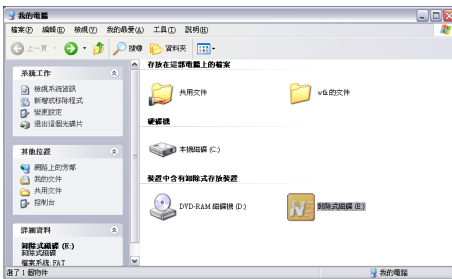 我的電腦
檔案(F) 編輯(E) 檢視(V) 我的最愛(A) 工具(T) 說明(H)
上一頁 搜尋 資料夾
系統工作
檢視系統資訊
新增或移除程式
變更設定
退出這個光碟片
其他位置
網路上的芳鄰
我的文件
共用文件
控制台
詳細資料
卸除式磁碟 (E:)
卸除式磁碟
檔案系統: FAT
存放在這部電腦上的檔案
共用文件
的文件
硬碟機
本機磁碟 (C:)
裝置中含有卸除式存放裝置
DVD-RAM 磁碟機 (D:)
卸除式磁碟 (E:)
選了 1 個物件
我的電腦